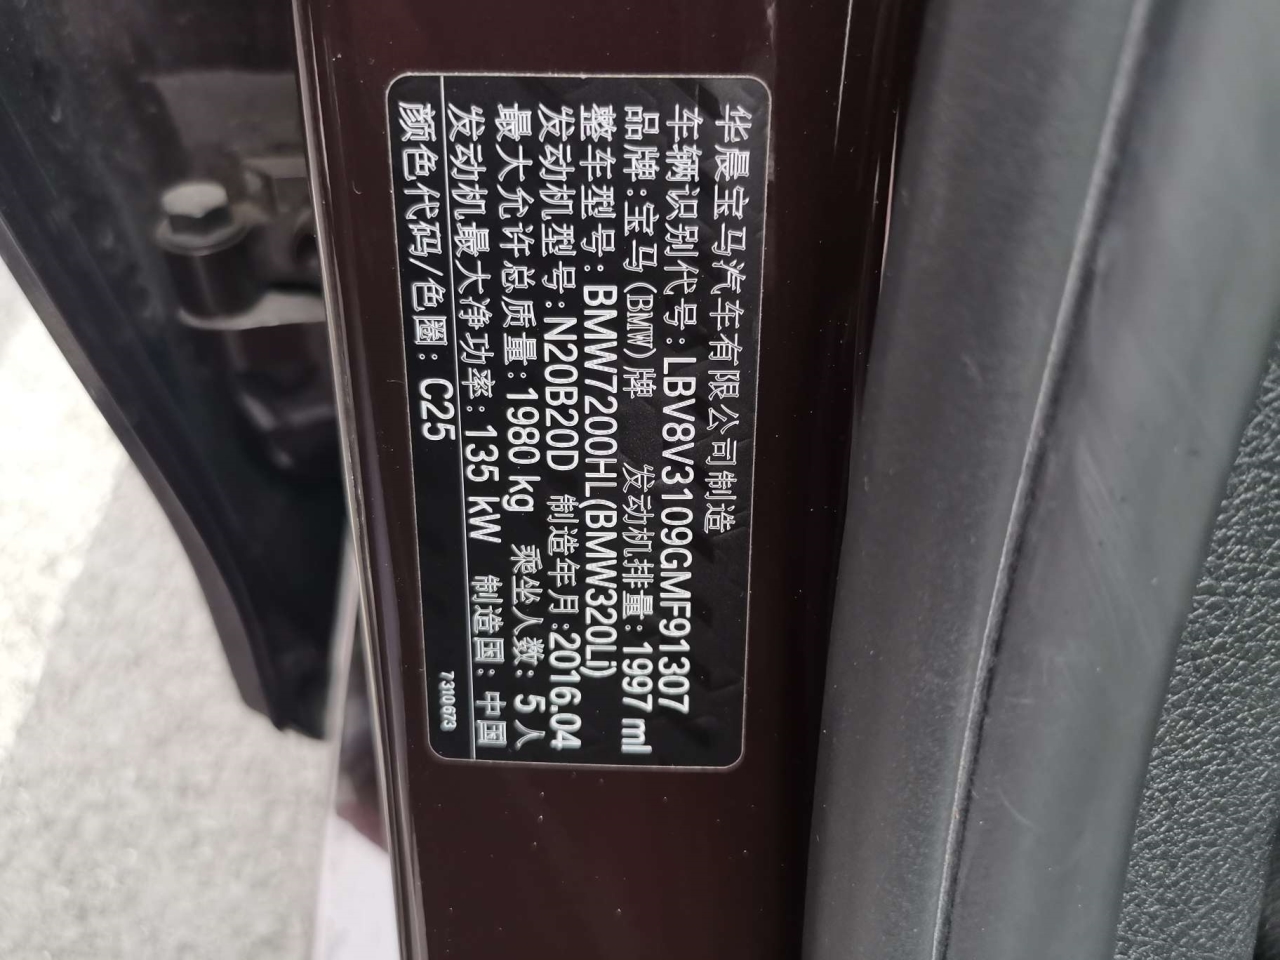 华晨宝马汽车有限公司制造
车辆识别代号：LBV8V3109GMF91307
品牌：宝马(BMW)牌 发动机排量：1997 ml
整车型号：BMW7200HL(BMW320Li)
发动机型号：N20B20D 制造年月：2016.04
最大允许总质量：1980 kg 乘坐人数：5人
发动机最大净功率：135 kW 制造国：中国
颜色代码/色圈：C25 7310673